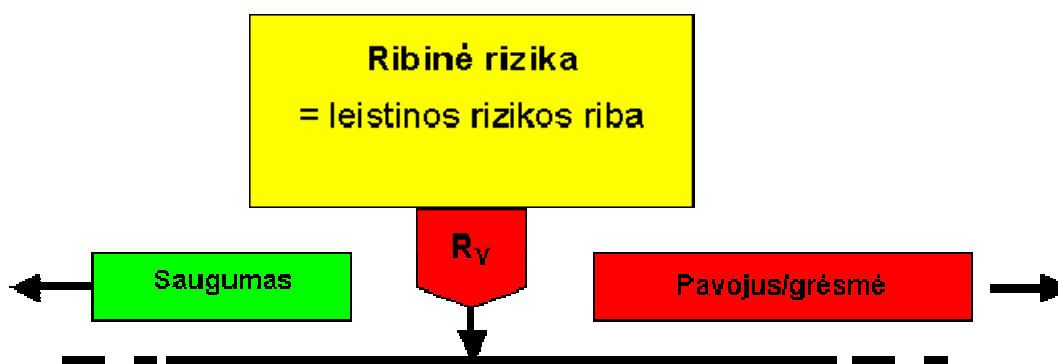 Ribinė rizika
= leistinos rizikos riba
Rγ
Saugumas
Pavojus/grėsmė